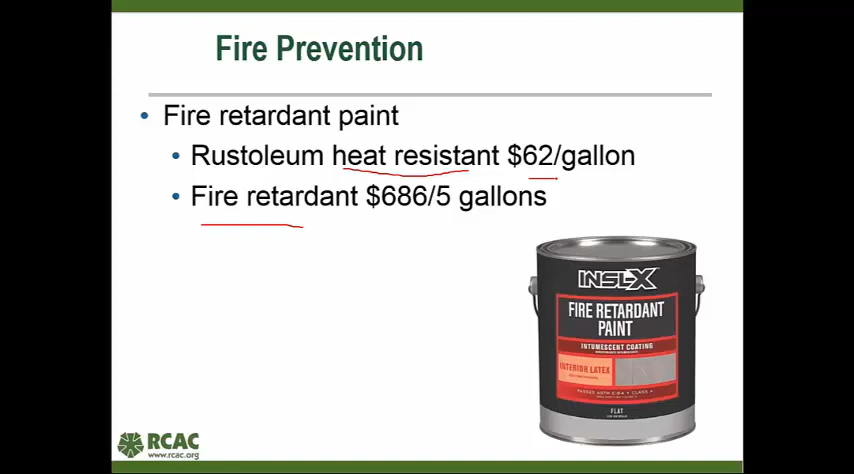 Fire Prevention
• Fire retardant paint
• Rustoleum heat resistant $62/gallon
• Fire retardant $686/5 gallons
INSL-X
FIRE RETARDANT
PAINT
INTUMESCENT COATING
INTERIOR LATEX
FLAT
RCAC
www.rcac.org